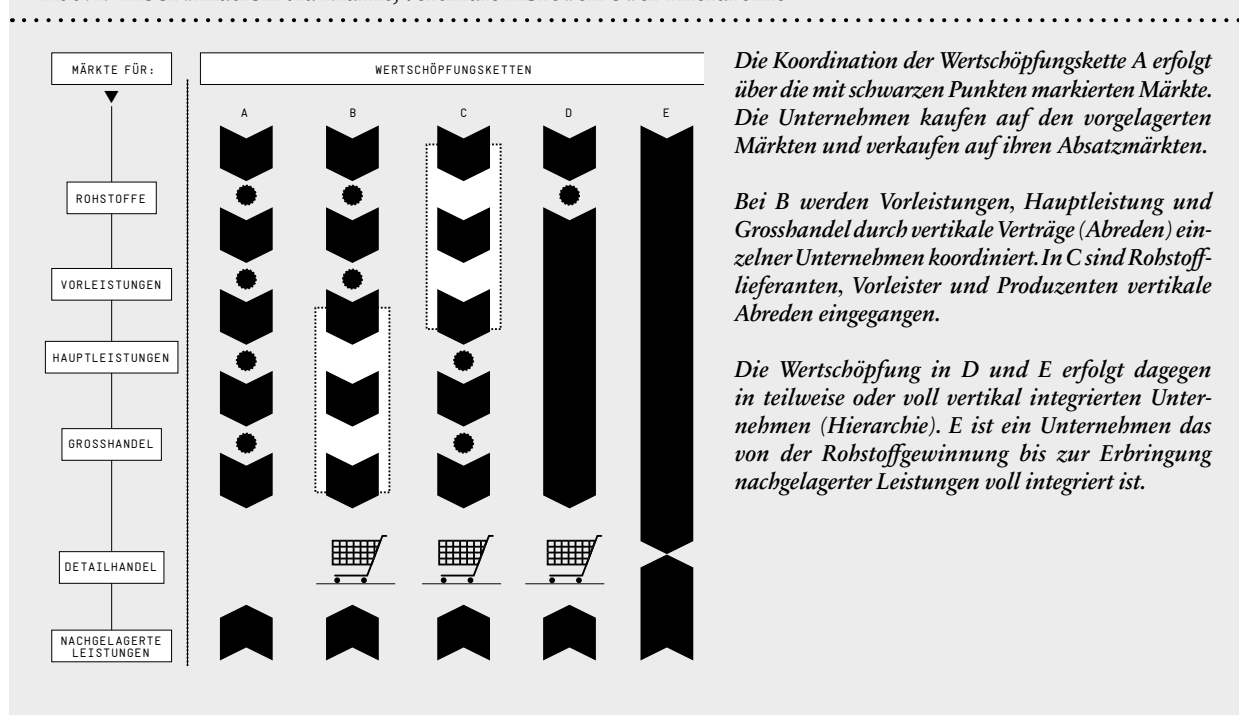 MÄRKTE FÜR:
WERTSCHÖPFUNGSKETTEN
A B C D E
ROHSTOFFE
VORLEISTUNGEN
HAUPTLEISTUNGEN
GROSSHANDEL
DETAILHANDEL
NACHGELAGERTE
LEISTUNGEN
Die Koordination der Wertschöpfungskette A erfolgt
über die mit schwarzen Punkten markierten Märkte.
Die Unternehmen kaufen auf den vorgelagerten
Märkten und verkaufen auf ihren Absatzmärkten.
Bei B werden Vorleistungen, Hauptleistung und
Grosshandel durch vertikale Verträge (Abreden) ein-
zelner Unternehmen koordiniert. In C sind Rohstoff-
lieferanten, Vorleister und Produzenten vertikale
Abreden eingegangen.
Die Wertschöpfung in D und E erfolgt dagegen
in teilweise oder voll vertikal integrierten Unter-
nehmen (Hierarchie). E ist ein Unternehmen das
von der Rohstoffgewinnung bis zur Erbringung
nachgelagerter Leistungen voll integriert ist.